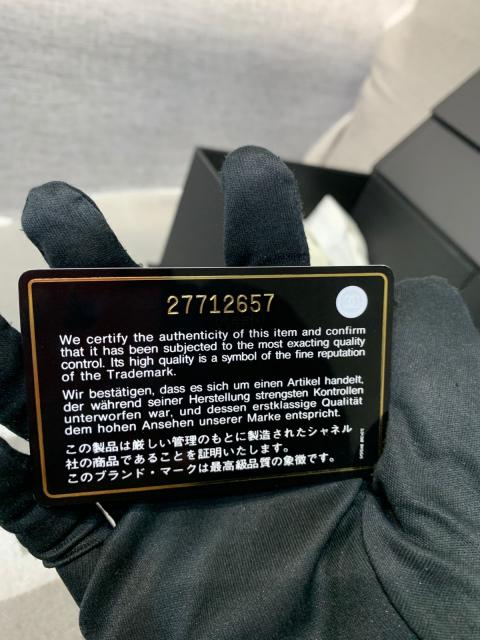 27712657
We certify the authenticity of this item and confirm
that it has been subjected to the most exacting quality
control. Its high quality is a symbol of the fine reputation
of the Trademark.
Wir bestätigen, dass es sich um einen Artikel handelt,
der während seiner Herstellung strengsten Kontrollen
unterworfen war, und dessen erstklassige Qualität
dem hohen Ansehen unserer Marke entspricht.
この製品は厳しい管理のもとに製造されたシャネル
社の商品であることを証明いたします。
このブランド・マークは最高級品質の象徴です。